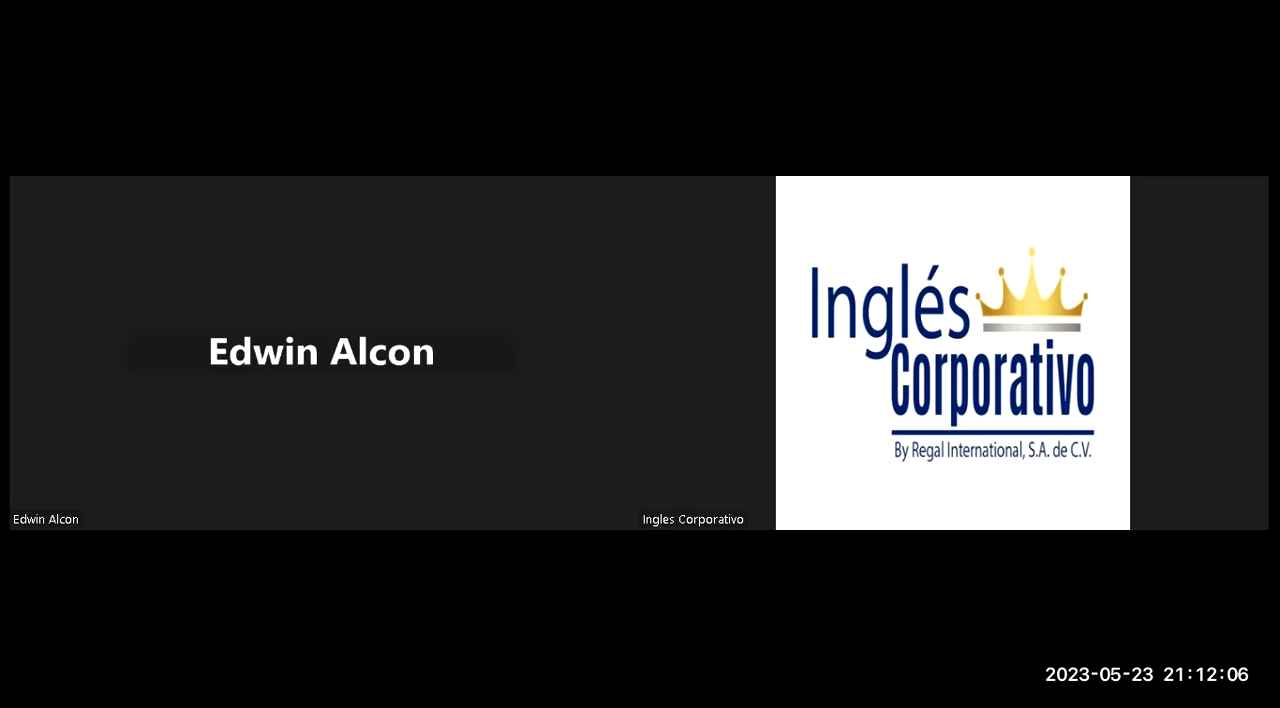 Edwin Alcon
Edwin Alcon
Inglés
Corporativo
By Regal International, S.A. de C.V.
Ingles Corporativo
2023-05-23 21:12:06